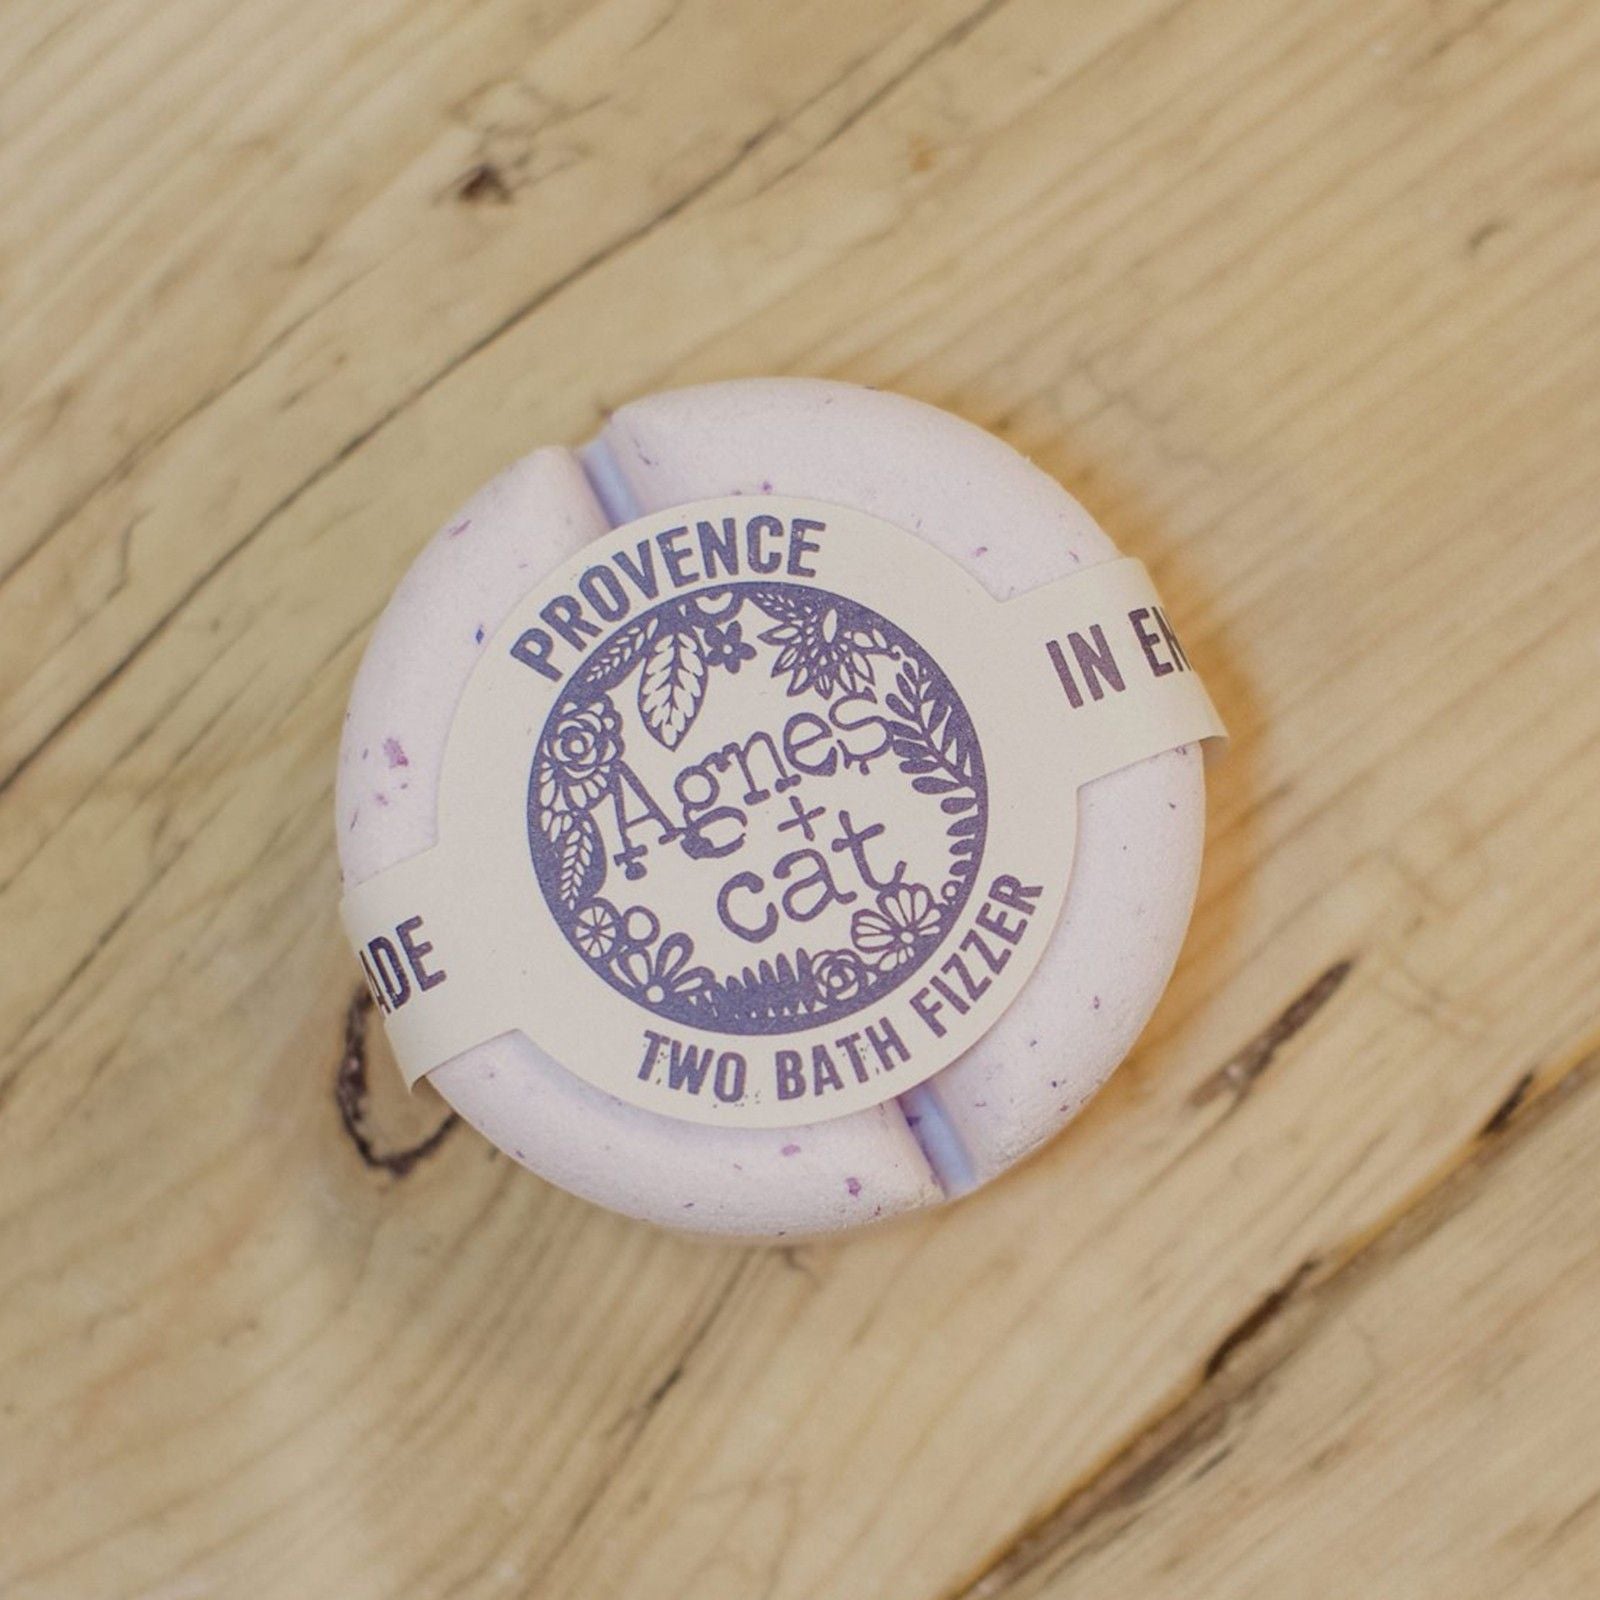 PROVENCE
Agnes
+
cat
TWO BATH FIZZER
ADE
IN EN